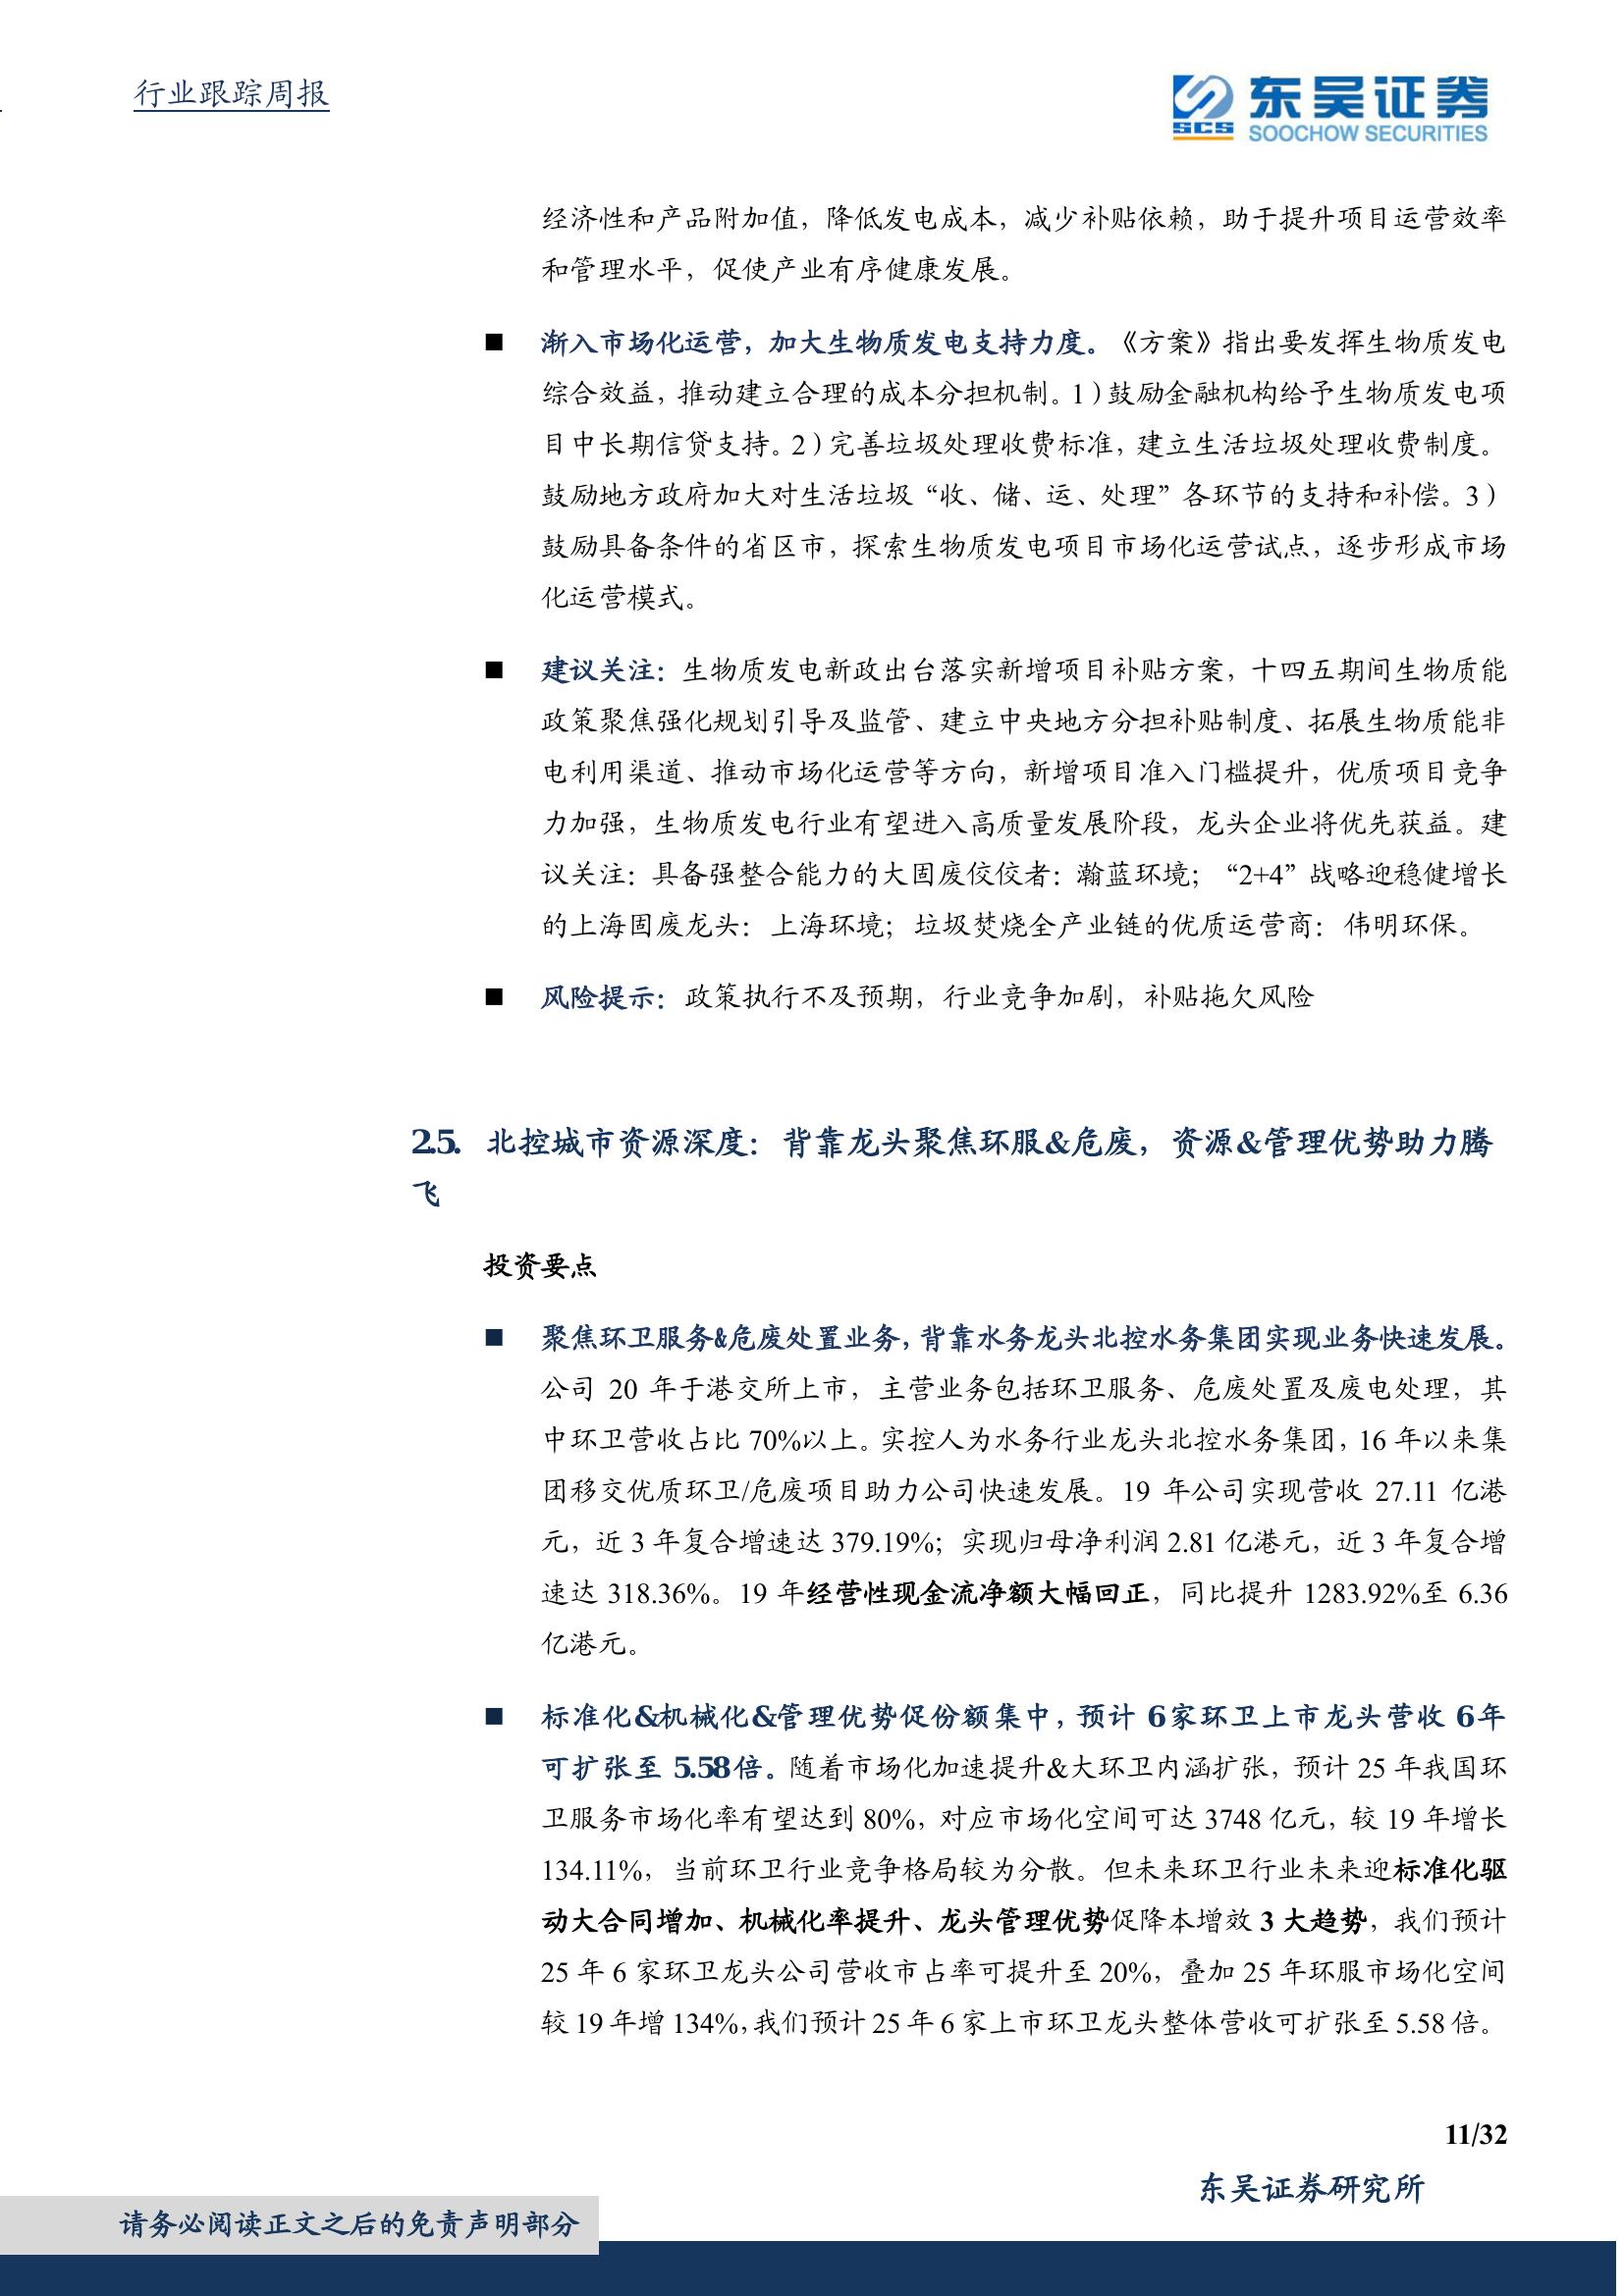 行业跟踪周报
SCS
东吴证券
SOOCHOW SECURITIES
经济性和产品附加值，降低发电成本，减少补贴依赖，助于提升项目运营效率
和管理水平，促使产业有序健康发展。
■ 渐入市场化运营，加大生物质发电支持力度。《方案》指出要发挥生物质发电
综合效益，推动建立合理的成本分担机制。1）鼓励金融机构给予生物质发电项
目中长期信贷支持。2）完善垃圾处理收费标准，建立生活垃圾处理收费制度。
鼓励地方政府加大对生活垃圾“收、储、运、处理”各环节的支持和补偿。3）
鼓励具备条件的省区市，探索生物质发电项目市场化运营试点，逐步形成市场
化运营模式。
■ 建议关注：生物质发电新政出台落实新增项目补贴方案，十四五期间生物质能
政策聚焦强化规划引导及监管、建立中央地方分担补贴制度、拓展生物质能非
电利用渠道、推动市场化运营等方向，新增项目准入门槛提升，优质项目竞争
力加强，生物质发电行业有望进入高质量发展阶段，龙头企业将优先获益。建
议关注：具备强整合能力的大固废佼佼者：瀚蓝环境；“2+4”战略迎稳健增长
的上海固废龙头：上海环境；垃圾焚烧全产业链的优质运营商：伟明环保。
■ 风险提示：政策执行不及预期，行业竞争加剧，补贴拖欠风险
2.5. 北控城市资源深度：背靠龙头聚焦环服&危废，资源&管理优势助力腾
飞
投资要点
■ 聚焦环卫服务&危废处置业务，背靠水务龙头北控水务集团实现业务快速发展。
公司 20 年于港交所上市，主营业务包括环卫服务、危废处置及废电处理，其
中环卫营收占比 70%以上。实控人为水务行业龙头北控水务集团，16 年以来集
团移交优质环卫/危废项目助力公司快速发展。19 年公司实现营收 27.11 亿港
元，近 3 年复合增速达 379.19%；实现归母净利润 2.81 亿港元，近 3 年复合增
速达 318.36%。19 年经营性现金流净额大幅回正，同比提升 1283.92%至 6.36
亿港元。
■ 标准化&机械化&管理优势促份额集中，预计 6 家环卫上市龙头营收 6 年
可扩张至 5.58 倍。随着市场化加速提升&大环卫内涵扩张，预计 25 年我国环
卫服务市场化率有望达到 80%，对应市场化空间可达 3748 亿元，较 19 年增长
134.11%，当前环卫行业竞争格局较为分散。但未来环卫行业未来迎标准化驱
动大合同增加、机械化率提升、龙头管理优势促降本增效 3 大趋势，我们预计
25 年 6 家环卫龙头公司营收市占率可提升至 20%，叠加 25 年环服市场化空间
较 19 年增 134%，我们预计 25 年 6 家上市环卫龙头整体营收可扩张至 5.58 倍。
11/32
东吴证券研究所
请务必阅读正文之后的免责声明部分